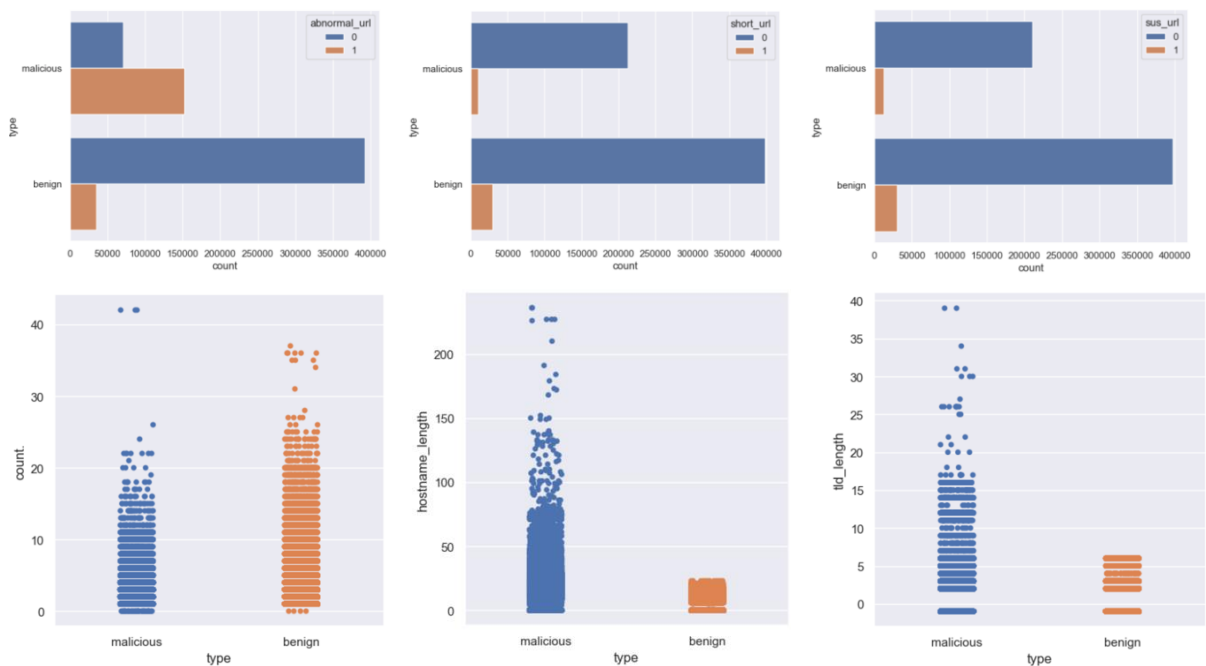 abnormal_url
0
1
malicious
benign
type
0 50000 100000 150000 200000 250000 300000 350000 400000
count
short_url
0
1
malicious
benign
type
0 50000 100000 150000 200000 250000 300000 350000 400000
count
sus_url
0
1
malicious
benign
type
0 50000 100000 150000 200000 250000 300000 350000 400000
count
40
30
20
10
0
count.
malicious benign
type
200
150
100
50
0
hostname_length
malicious benign
type
40
35
30
25
20
15
10
5
0
tld_length
malicious benign
type